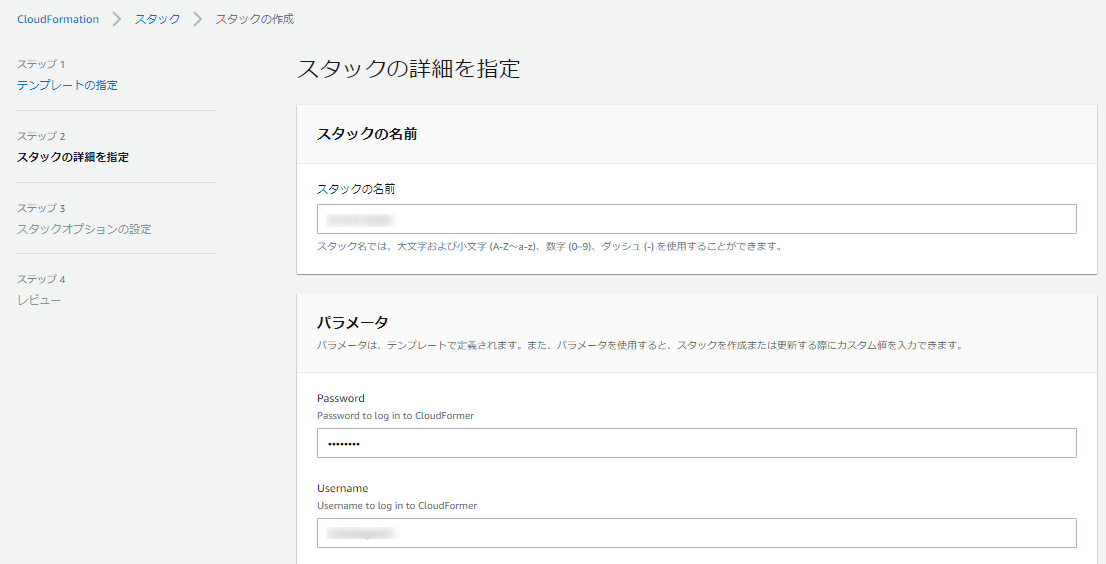 CloudFormation > スタック > スタックの作成
ステップ 1
テンプレートの指定
ステップ 2
スタックの詳細を指定
ステップ 3
スタックオプションの設定
ステップ 4
レビュー
スタックの詳細を指定
スタックの名前
スタックの名前
スタック名では、大文字および小文字 (A-Z～a-z)、数字 (0-9)、ダッシュ (-) を使用することができます。
パラメータ
パラメータは、テンプレートで定義されます。また、パラメータを使用すると、スタックを作成または更新する際にカスタム値を入力できます。
Password
Password to log in to CloudFormer
••••••••
Username
Username to log in to CloudFormer